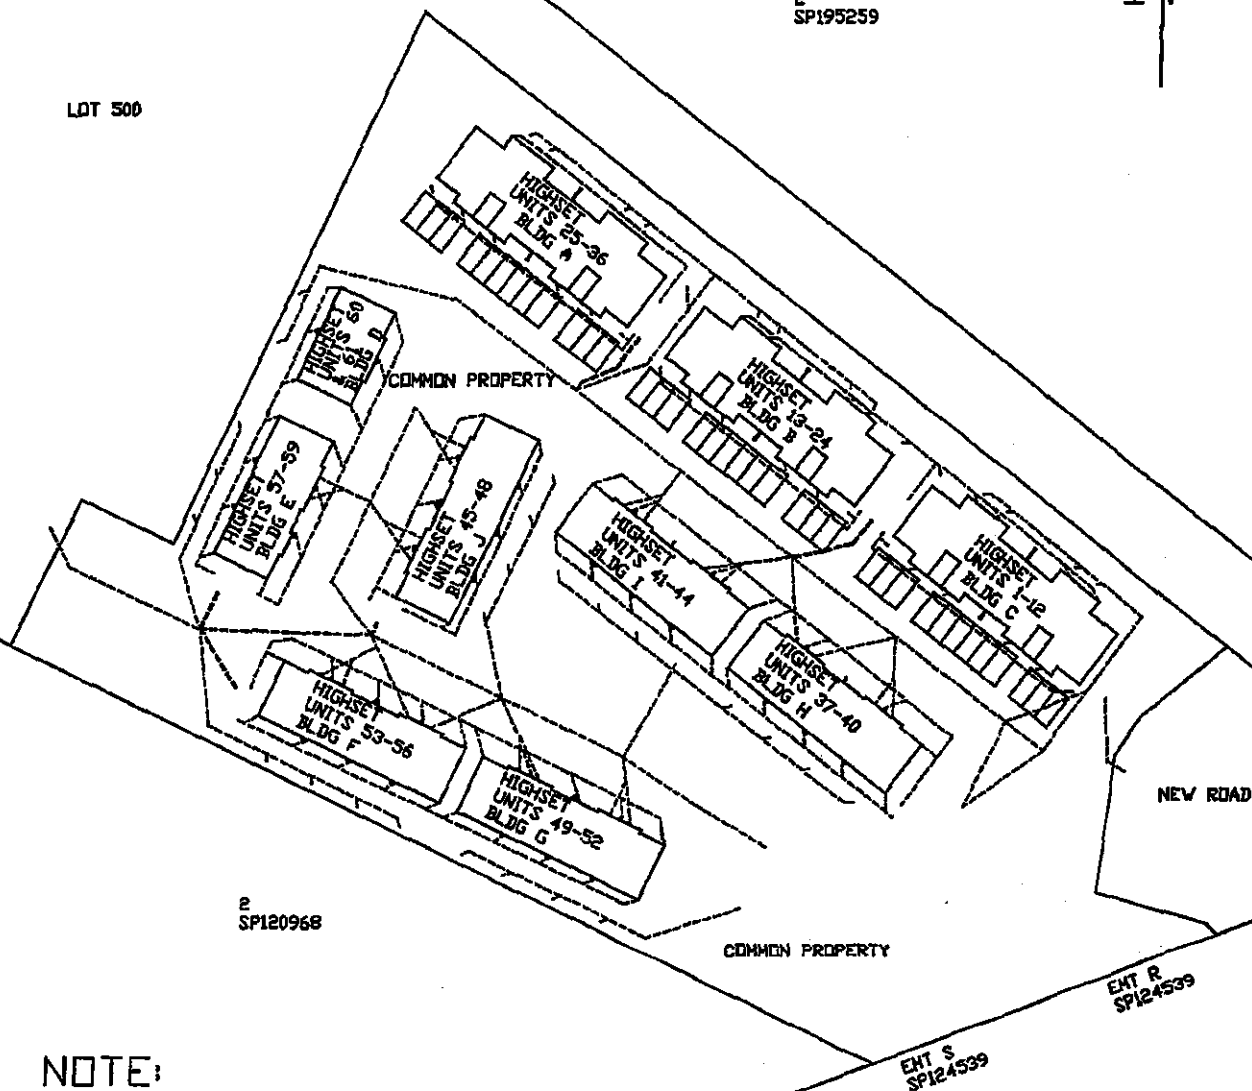 SP195259
LOT 500
HIGHSET
UNITS 25-36
BLDG A
HIGHSET
UNITS 60
& 61
BLDG D
COMMON PROPERTY
HIGHSET
UNITS 13-24
BLDG B
HIGHSET
UNITS 57-59
BLDG E
HIGHSET
UNITS 45-48
BLDG J
HIGHSET
UNITS 41-44
BLDG I
HIGHSET
UNITS 1-12
BLDG C
HIGHSET
UNITS 37-40
BLDG H
HIGHSET
UNITS 53-56
BLDG F
HIGHSET
UNITS 49-52
BLDG G
NEW ROAD
2
SP120968
COMMON PROPERTY
EMT R
SP124539
EMT S
SP124539
NOTE: